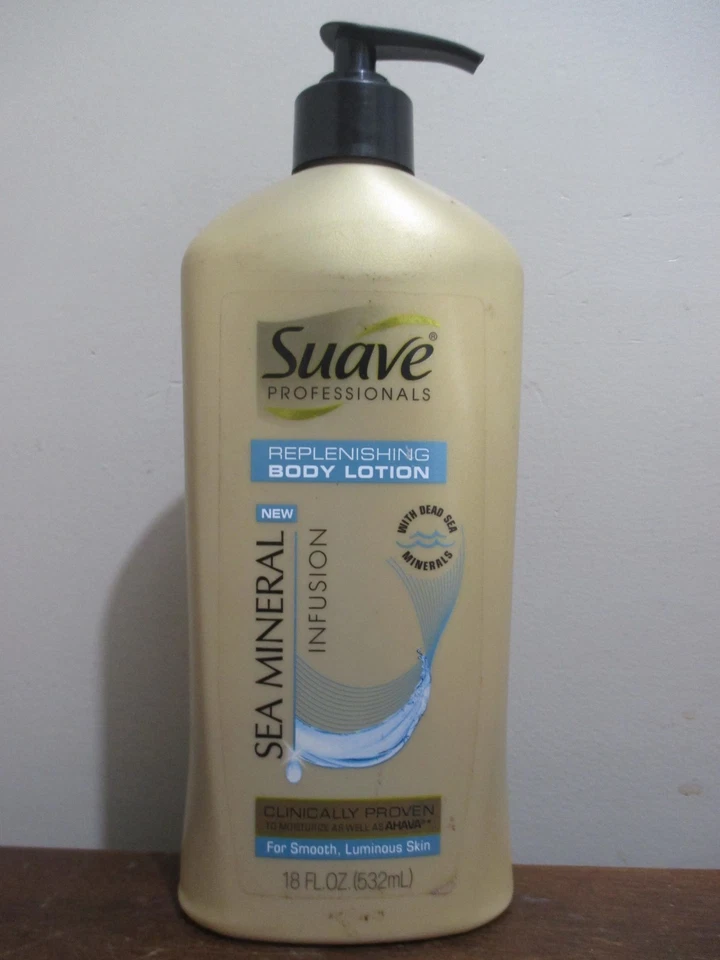 Suave®
PROFESSIONALS
REPLENISHING
BODY LOTION
NEW
SEA MINERAL
INFUSION
WITH DEAD SEA
MINERALS
CLINICALLY PROVEN
TO MOISTURIZE AS WELL AS AHAVA®*
For Smooth, Luminous Skin
18 FL.OZ.(532mL)